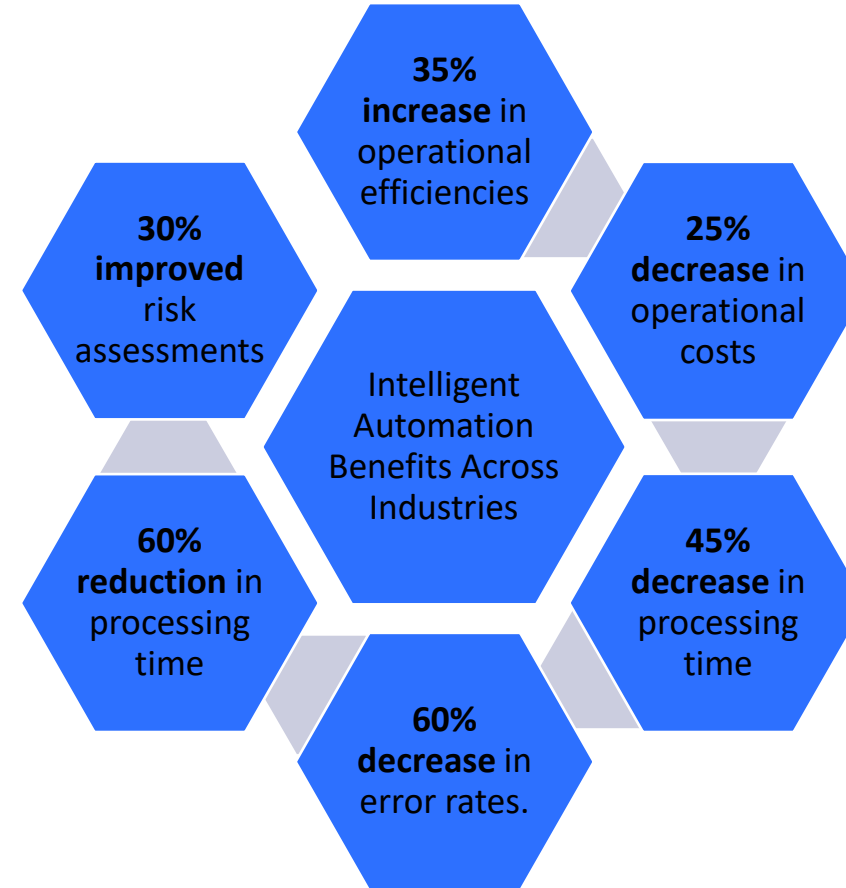 35%
increase in
operational
efficiencies
25%
decrease in
operational
costs
45%
decrease in
processing
time
60%
decrease in
error rates.
60%
reduction in
processing
time
30%
improved
risk
assessments
Intelligent
Automation
Benefits Across
Industries